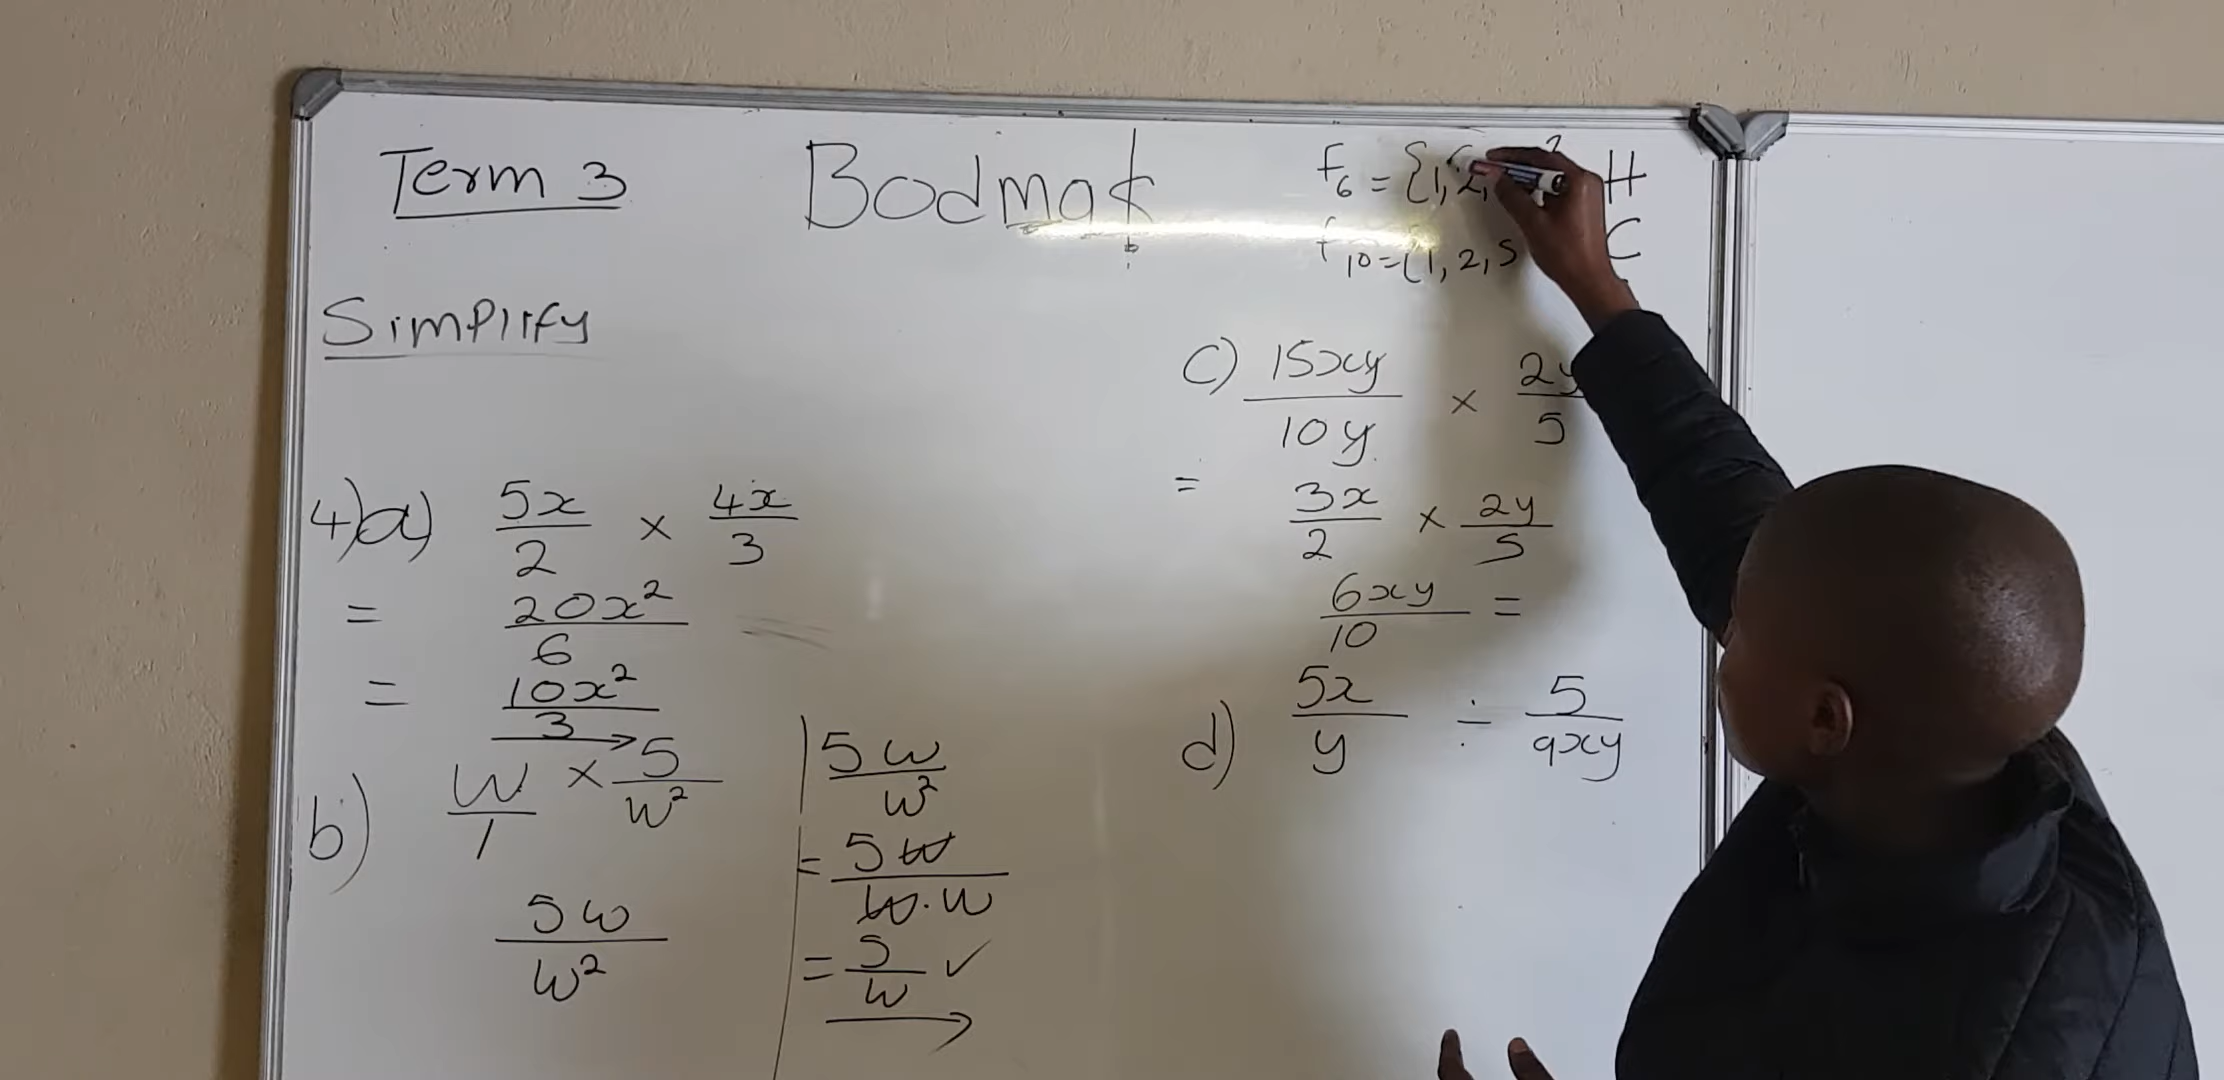 Term 3
Bodmas
F6 = {1, 2,
H
F10 = {1, 2, 5
C
Simplify
4)a) 5x/2 × 4x/3
= 20x²/6
= 10x²/3
b) W/1 × 5/w²
5w/w²
5w/w²
= 5w/w.w
= 5/w ✓
c) 15xy/10y × 2y/5
= 3x/2 × 2y/5
6xy/10 =
d) 5x/y ÷ 5/9xy